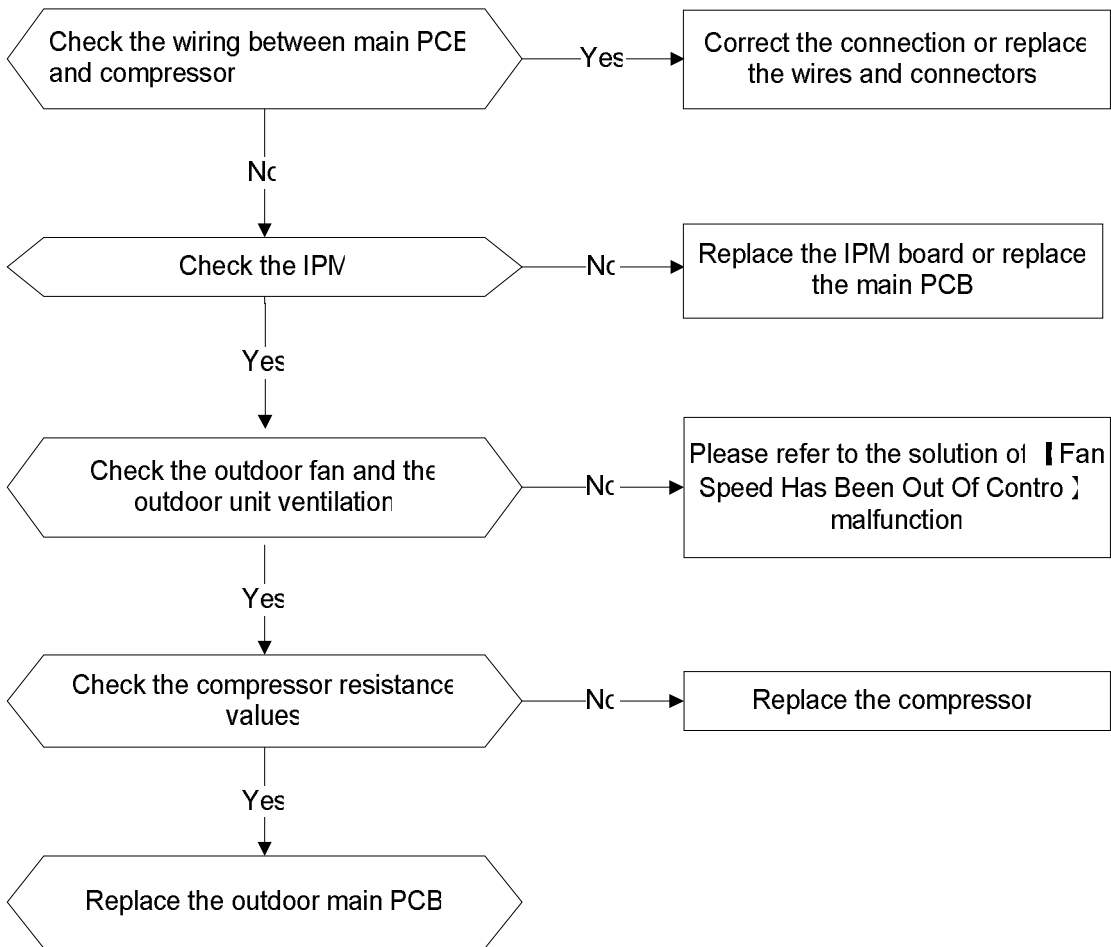 Check the wiring between main PCB
and compressor
Yes
Correct the connection or replace
the wires and connectors
No
Check the IPM
No
Replace the IPM board or replace
the main PCB
Yes
Check the outdoor fan and the
outdoor unit ventilation
No
Please refer to the solution of 【Fan
Speed Has Been Out Of Control】
malfunction
Yes
Check the compressor resistance
values
No
Replace the compressor
Yes
Replace the outdoor main PCB